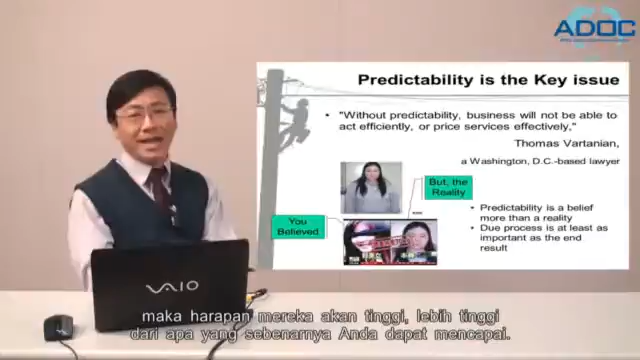 ADOC
Predictability is the Key issue
• "Without predictability, business will not be able to
act efficiently, or price services effectively,"
Thomas Vartanian,
a Washington, D.C.-based lawyer
But, the
Reality
You
Believed
• Predictability is a belief
more than a reality
• Due process is at least as
important as the end
result
VAIO
maka harapan mereka akan tinggi, lebih tinggi
dari apa yang sebenarnya Anda dapat mencapai.